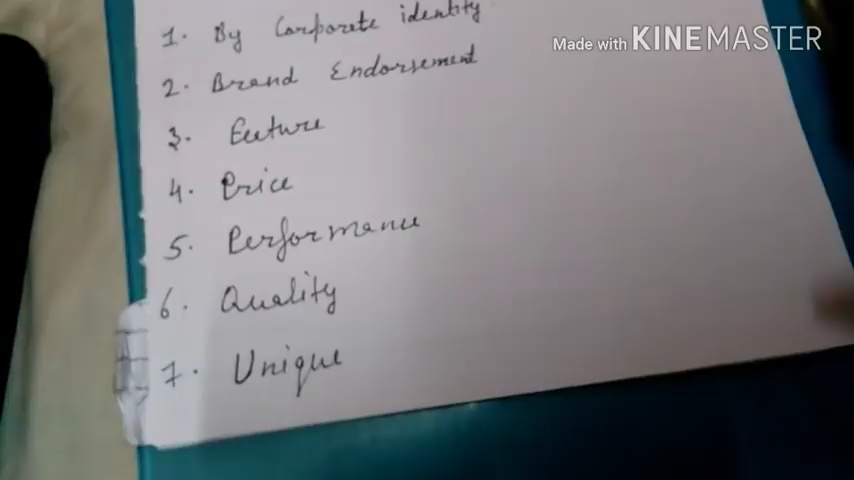 1. By Corporate identity
Made with KINEMASTER
2. Brand Endorsement
3. Feuture
4. Price
5. Performance
6. Quality
7. Unique